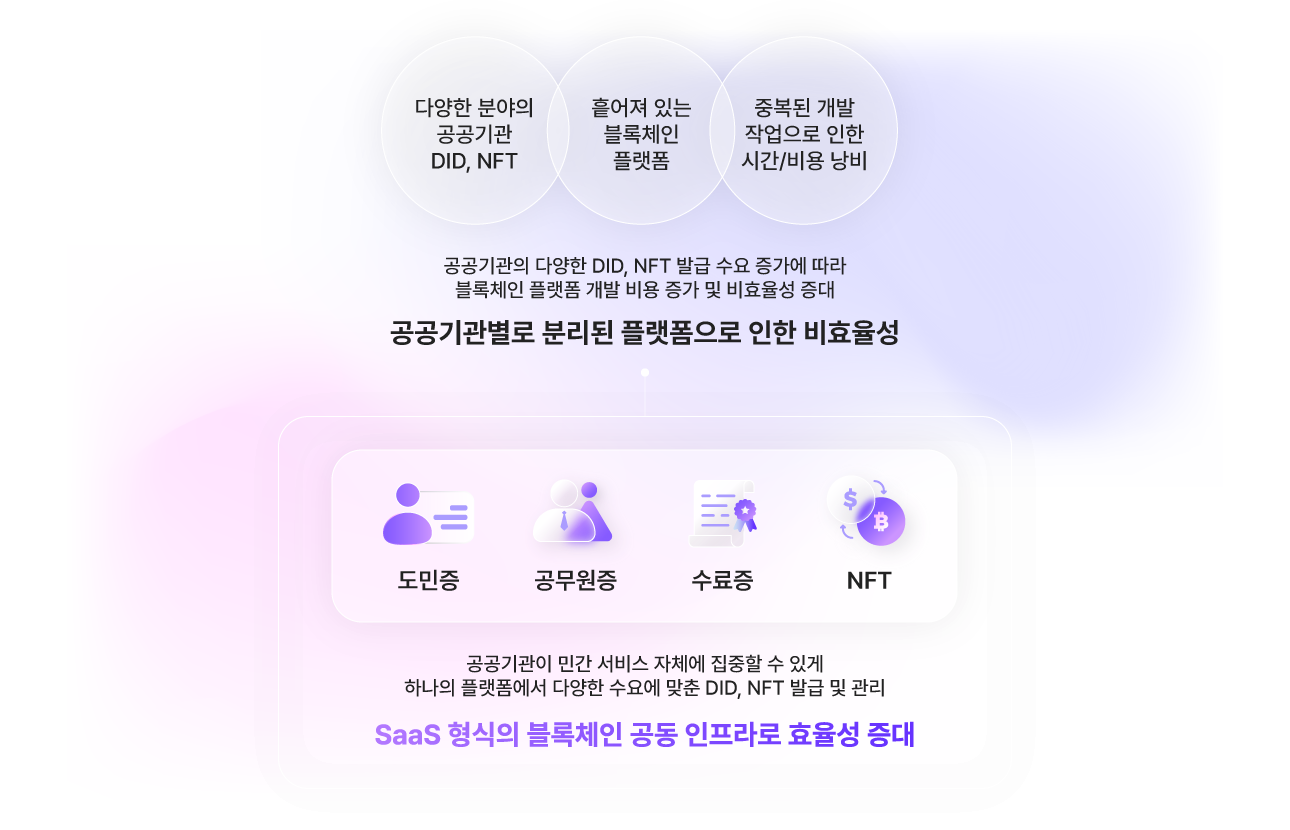 다양한 분야의
공공기관
DID, NFT
흩어져 있는
블록체인
플랫폼
중복된 개발
작업으로 인한
시간/비용 낭비
공공기관의 다양한 DID, NFT 발급 수요 증가에 따라
블록체인 플랫폼 개발 비용 증가 및 비효율성 증대
공공기관별로 분리된 플랫폼으로 인한 비효율성
도민증
공무원증
수료증
NFT
공공기관이 민간 서비스 자체에 집중할 수 있게
하나의 플랫폼에서 다양한 수요에 맞춘 DID, NFT 발급 및 관리
SaaS 형식의 블록체인 공동 인프라로 효율성 증대